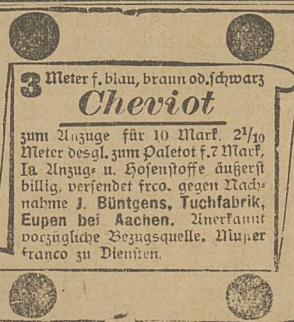 3 Meter f. blau, braun od. schwarz
Cheviot
zum Anzuge für 10 Mark. 2¹/10
Meter desgl. zum Paletot f. 7 Mark,
Ia Anzug- u. Hosenstoffe äußerst
billig, versendet frco. gegen Nach-
nahme J. Büntgens, Tuchfabrik,
Eupen bei Aachen. Anerkannt
vorzügliche Bezugsquelle. Muster
franco zu Diensten.